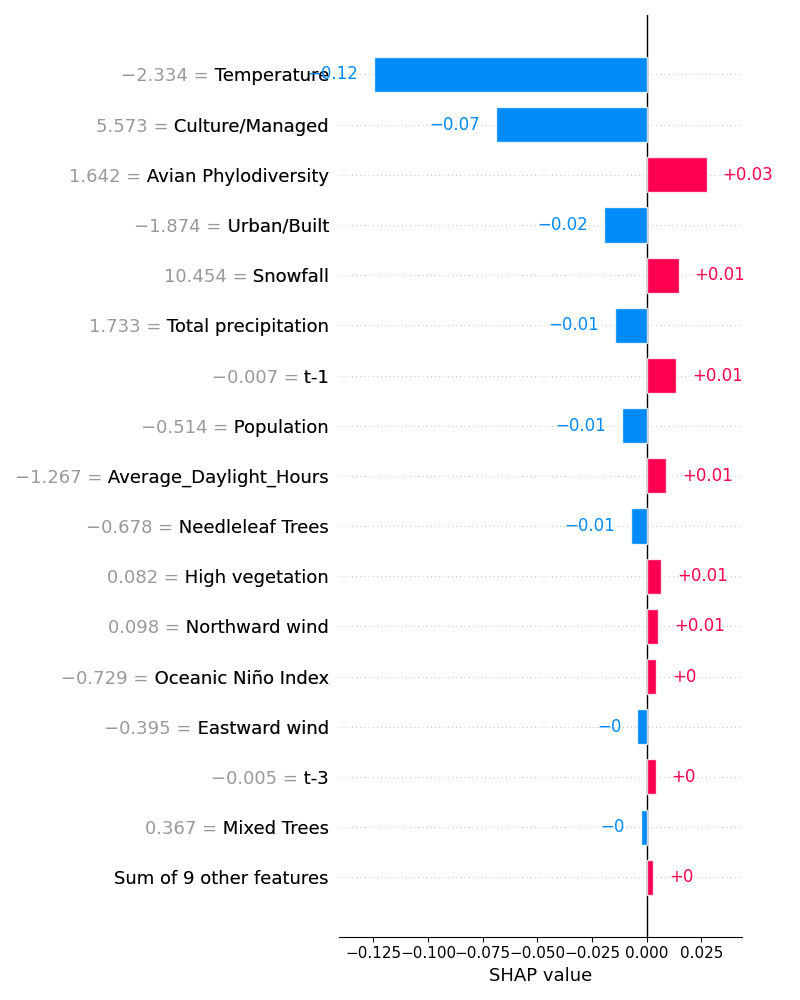 −2.334 = Temperature −0.12
5.573 = Culture/Managed −0.07
1.642 = Avian Phylodiversity +0.03
−1.874 = Urban/Built −0.02
10.454 = Snowfall +0.01
1.733 = Total precipitation −0.01
−0.007 = t-1 +0.01
−0.514 = Population −0.01
−1.267 = Average_Daylight_Hours +0.01
−0.678 = Needleleaf Trees −0.01
0.082 = High vegetation +0.01
0.098 = Northward wind +0.01
−0.729 = Oceanic Niño Index +0
−0.395 = Eastward wind −0
−0.005 = t-3 +0
0.367 = Mixed Trees −0
Sum of 9 other features +0
−0.125 −0.100 −0.075 −0.050 −0.025 0.000 0.025
SHAP value